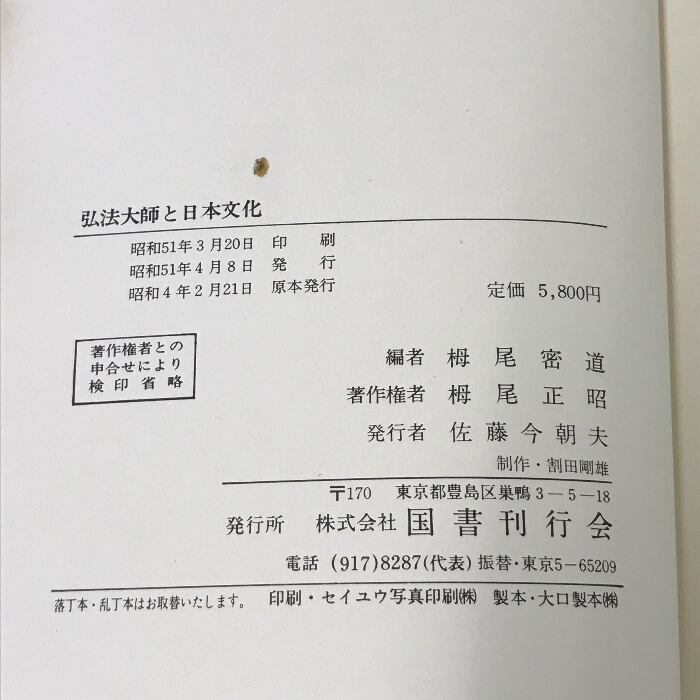 弘法大師と日本文化
昭和51年3月20日 印刷
昭和51年4月8日 発行
昭和4年2月21日 原本発行
定価 5,800円
著作権者との
申合せにより
検印省略
編者 栂尾密道
著作権者 栂尾正昭
発行者 佐藤今朝夫
制作・割田剛雄
〒170 東京都豊島区巣鴨3-5-18
発行所 株式会社 国書刊行会
電話 (917)8287(代表) 振替・東京5-65209
落丁本・乱丁本はお取替いたします。 印刷・セイユウ写真印刷㈱ 製本・大口製本㈱